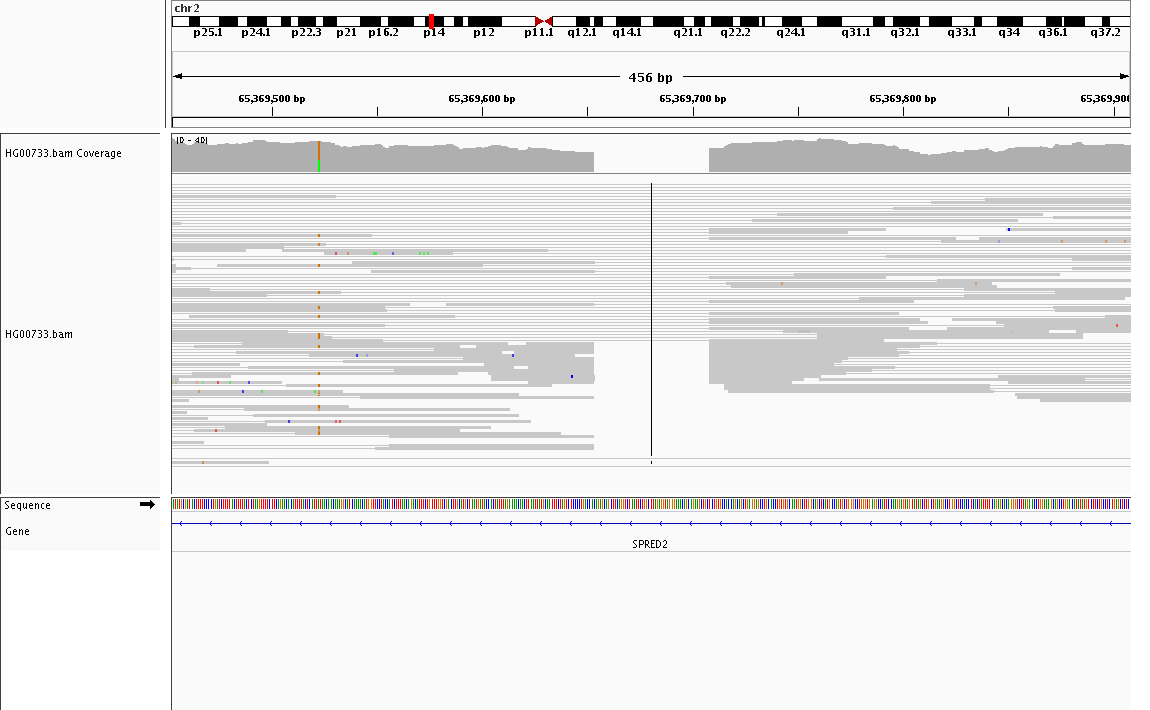 chr2
p25.1 p24.1 p22.3 p21 p16.2 p14 p12 p11.1 q12.1 q14.1 q21.1 q22.2 q24.1 q31.1 q32.1 q33.1 q34 q36.1 q37.2
456 bp
65,369,500 bp 65,369,600 bp 65,369,700 bp 65,369,800 bp 65,369,900
HG00733.bam Coverage
[0 - 40]
HG00733.bam
Sequence
Gene
SPRED2